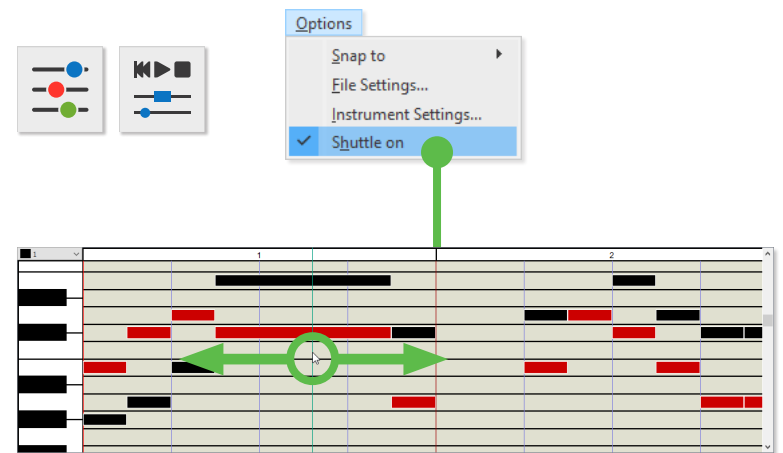 Options
Snap to
File Settings...
Instrument Settings...
Shuttle on
1
1
2